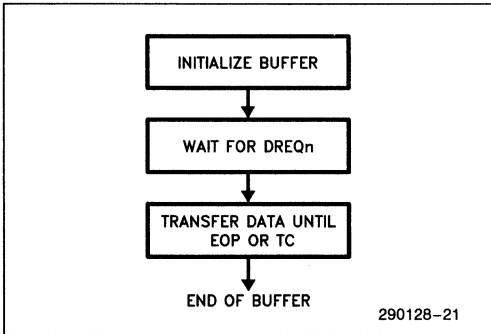 INITIALIZE BUFFER
WAIT FOR DREQn
TRANSFER DATA UNTIL
EOP OR TC
END OF BUFFER
290128–21